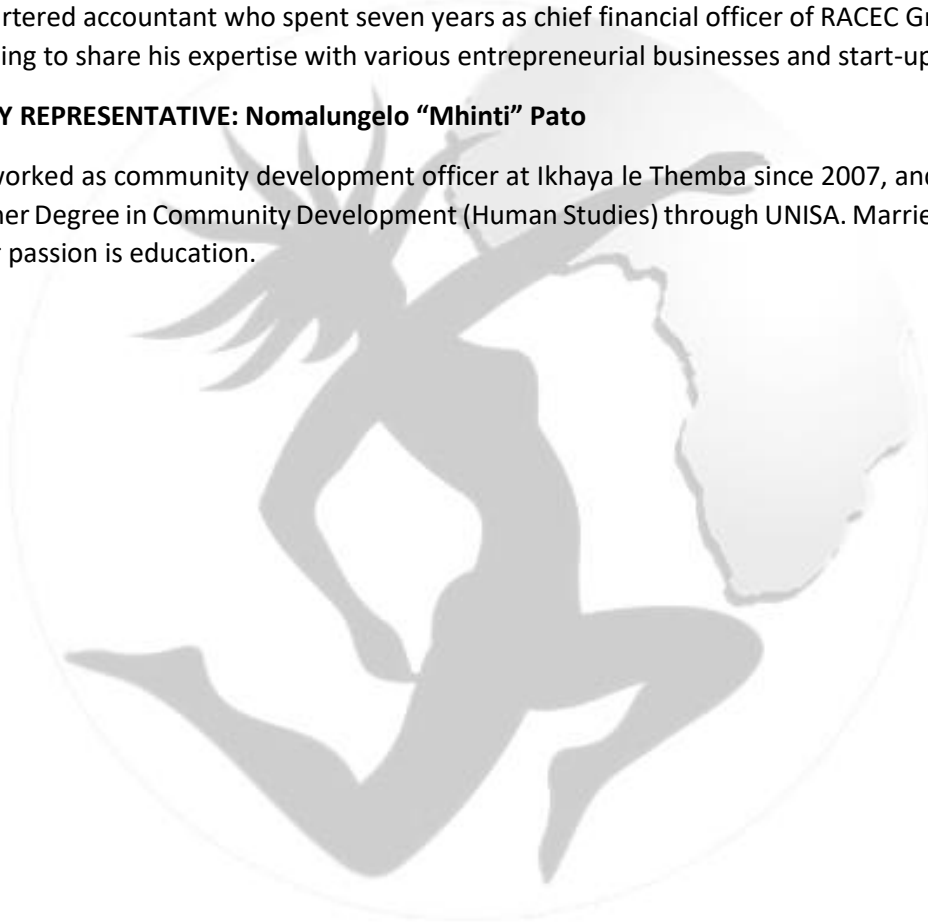 rtered accountant who spent seven years as chief financial officer of RACEC Gr
ing to share his expertise with various entrepreneurial businesses and start-up
Y REPRESENTATIVE: Nomalungelo “Mhinti” Pato
worked as community development officer at Ikhaya le Themba since 2007, and
ner Degree in Community Development (Human Studies) through UNISA. Marrie
passion is education.